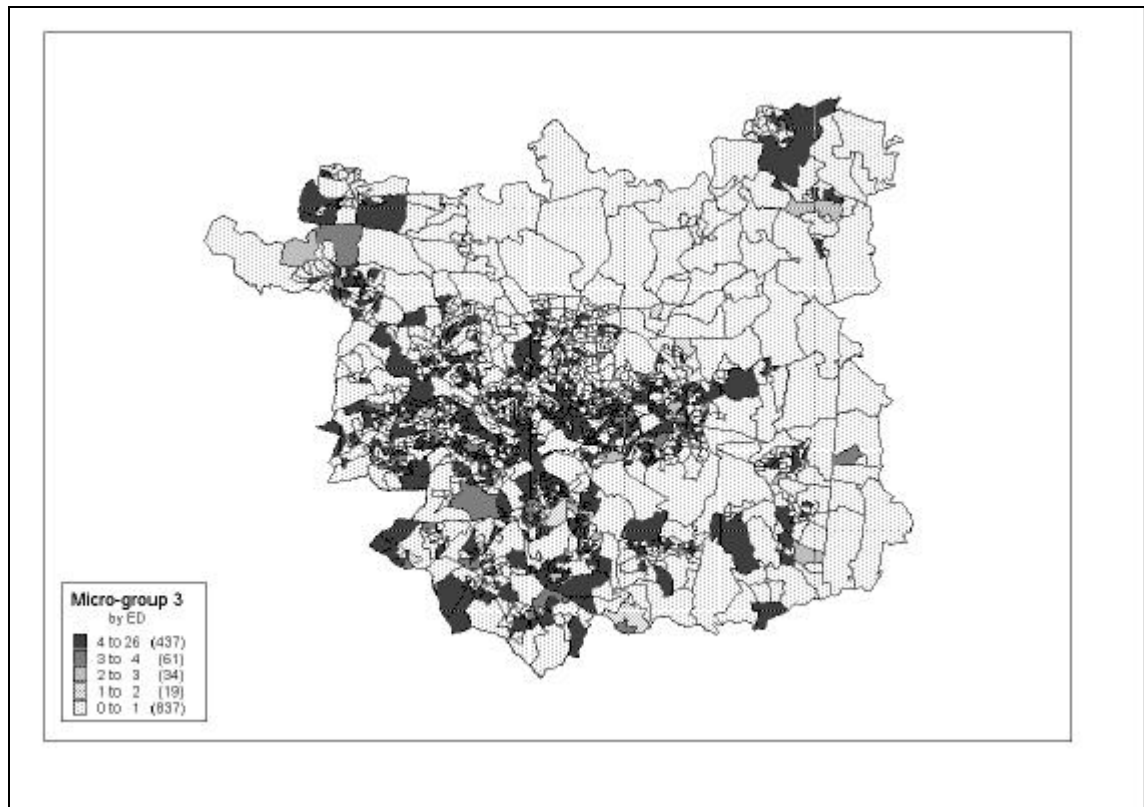 Micro-group 3
by ED
4 to 26 (437)
3 to 4 (61)
2 to 3 (34)
1 to 2 (19)
0 to 1 (837)